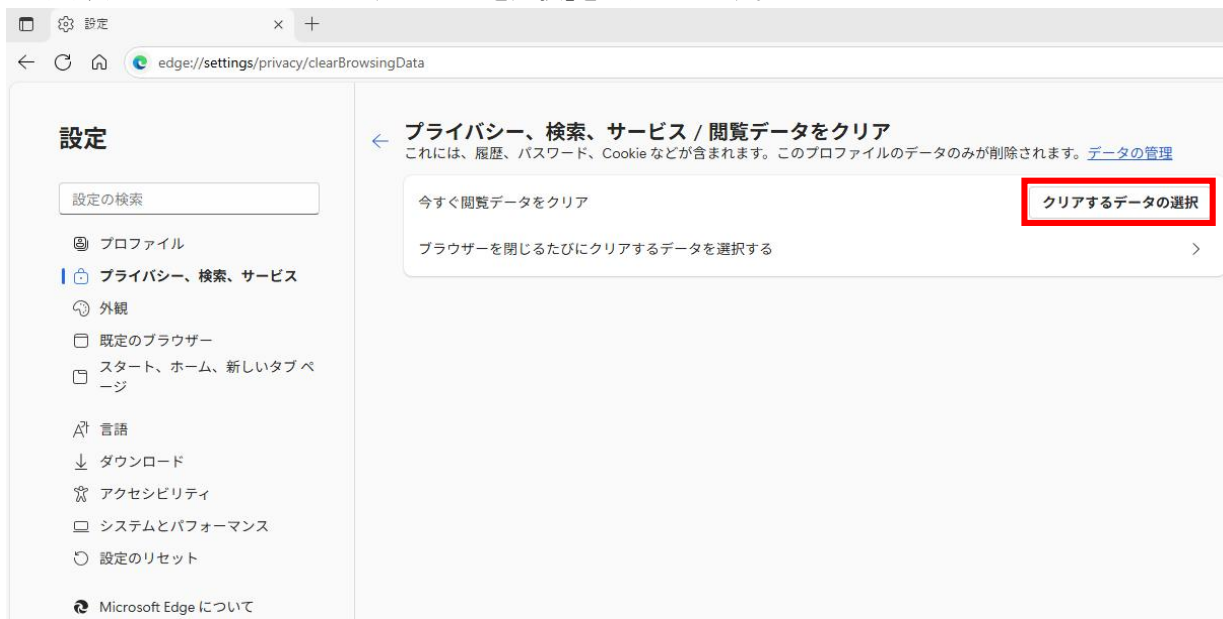 設定
edge://settings/privacy/clearBrowsingData
設定
設定の検索
プロファイル
プライバシー、検索、サービス
外観
既定のブラウザー
スタート、ホーム、新しいタブ ペ
ージ
言語
ダウンロード
アクセシビリティ
システムとパフォーマンス
設定のリセット
Microsoft Edge について
プライバシー、検索、サービス / 閲覧データをクリア
これには、履歴、パスワード、Cookie などが含まれます。このプロファイルのデータのみが削除されます。データの管理
今すぐ閲覧データをクリア
クリアするデータの選択
ブラウザーを閉じるたびにクリアするデータを選択する